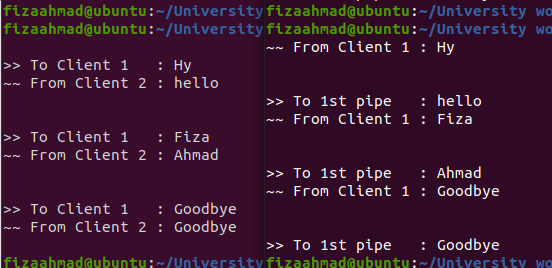 fizaahmad@ubuntu:~/University
fizaahmad@ubuntu:~/University
>> To Client 1   : Hy
~~ From Client 2 : hello
>> To Client 1   : Fiza
~~ From Client 2 : Ahmad
>> To Client 1   : Goodbye
~~ From Client 2 : Goodbye
fizaahmad@ubuntu:~/University
fizaahmad@ubuntu:~/University wo
fizaahmad@ubuntu:~/University wo
~~ From Client 1 : Hy
>> To 1st pipe   : hello
~~ From Client 1 : Fiza
>> To 1st pipe   : Ahmad
~~ From Client 1 : Goodbye
>> To 1st pipe   : Goodbye
fizaahmad@ubuntu:~/University wo